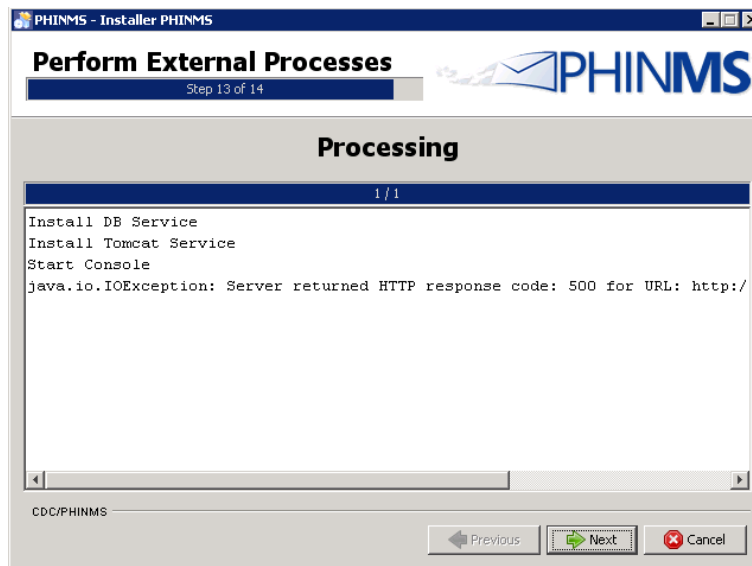 PHINMS - Installer PHINMS
Perform External Processes
Step 13 of 14
PHINMS
Processing
1 / 1
Install DB Service
Install Tomcat Service
Start Console
java.io.IOException: Server returned HTTP response code: 500 for URL: http:/
CDC/PHINMS
Previous
Next
Cancel